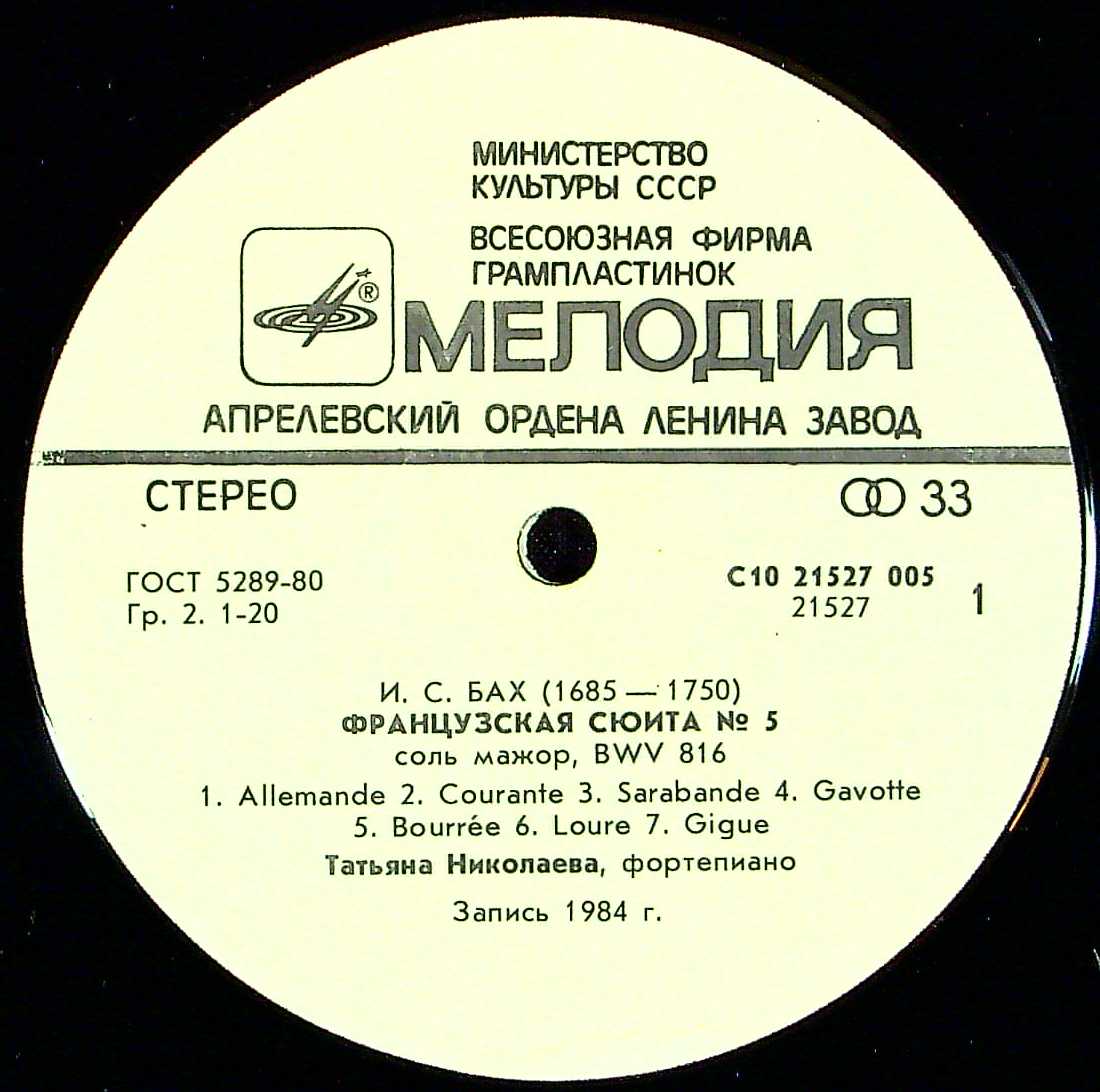 МИНИСТЕРСТВО
КУЛЬТУРЫ СССР
ВСЕСОЮЗНАЯ ФИРМА
ГРАМПЛАСТИНОК
®
МЕЛОДИЯ
АПРЕЛЕВСКИЙ ОРДЕНА ЛЕНИНА ЗАВОД
СТЕРЕО
33
ГОСТ 5289-80
Гр. 2. 1-20
С10 21527 005
21527
1
И. С. БАХ (1685 — 1750)
ФРАНЦУЗСКАЯ СЮИТА № 5
соль мажор, BWV 816
1. Allemande 2. Courante 3. Sarabande 4. Gavotte
5. Bourrée 6. Loure 7. Gigue
Татьяна Николаева, фортепиано
Запись 1984 г.